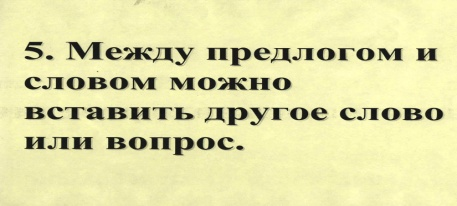 5. Между предлогом и
словом можно
вставить другое слово
или вопрос.